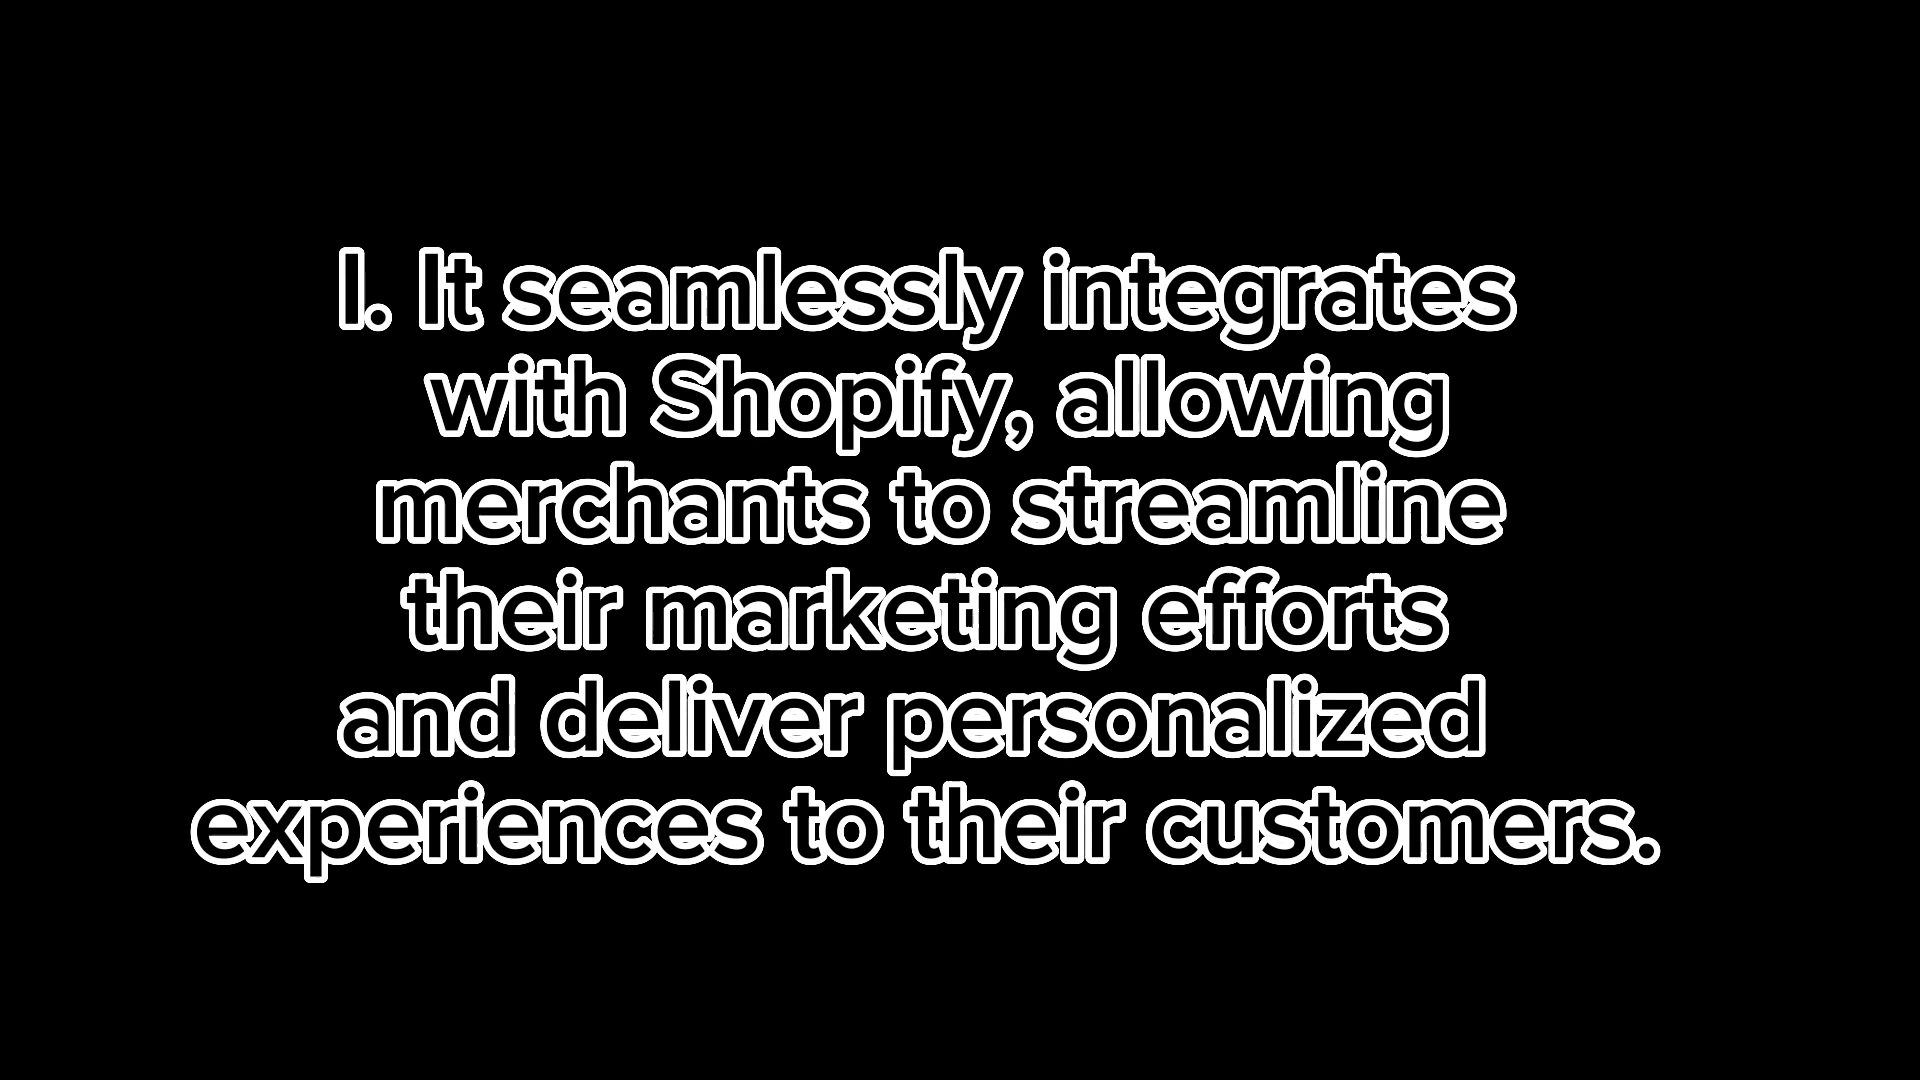 I. It seamlessly integrates
with Shopify, allowing
merchants to streamline
their marketing efforts
and deliver personalized
experiences to their customers.